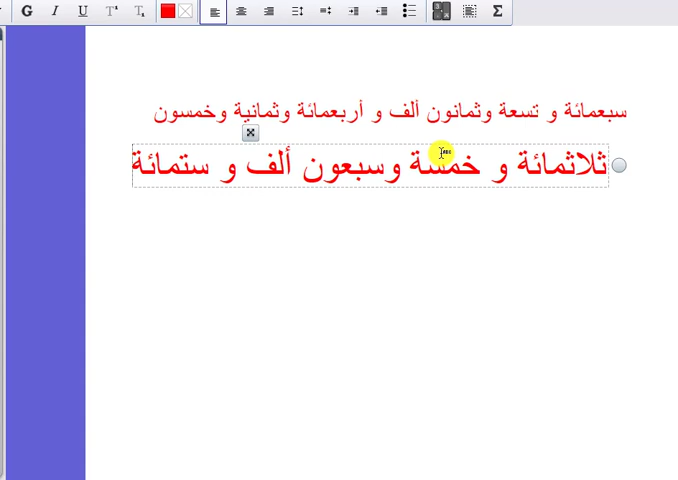 سبعمائة و تسعة وثمانون ألف و أربعمائة وثمانية وخمسون
ثلاثمائة و خمسة وسبعون ألف و ستمائة